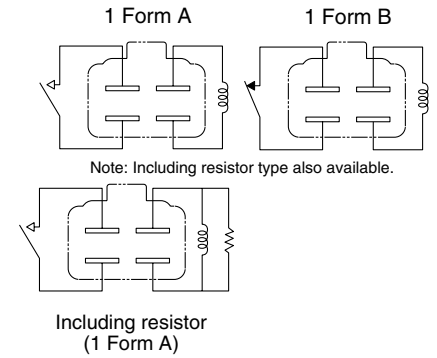 1 Form A
1 Form B
Note: Including resistor type also available.
Including resistor
(1 Form A)